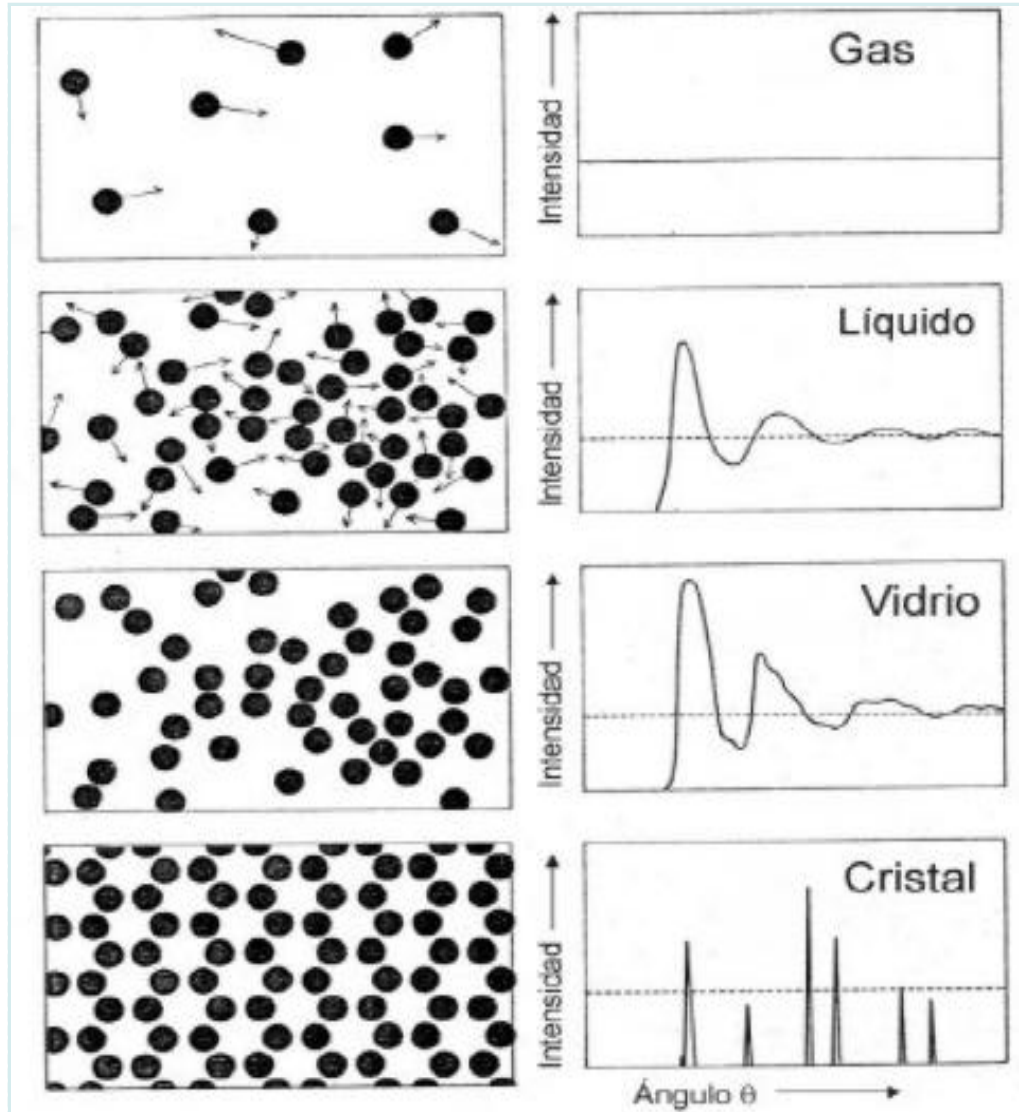 Gas
Intensidad
Líquido
Intensidad
Vidrio
Intensidad
Cristal
Intensidad
Ángulo θ